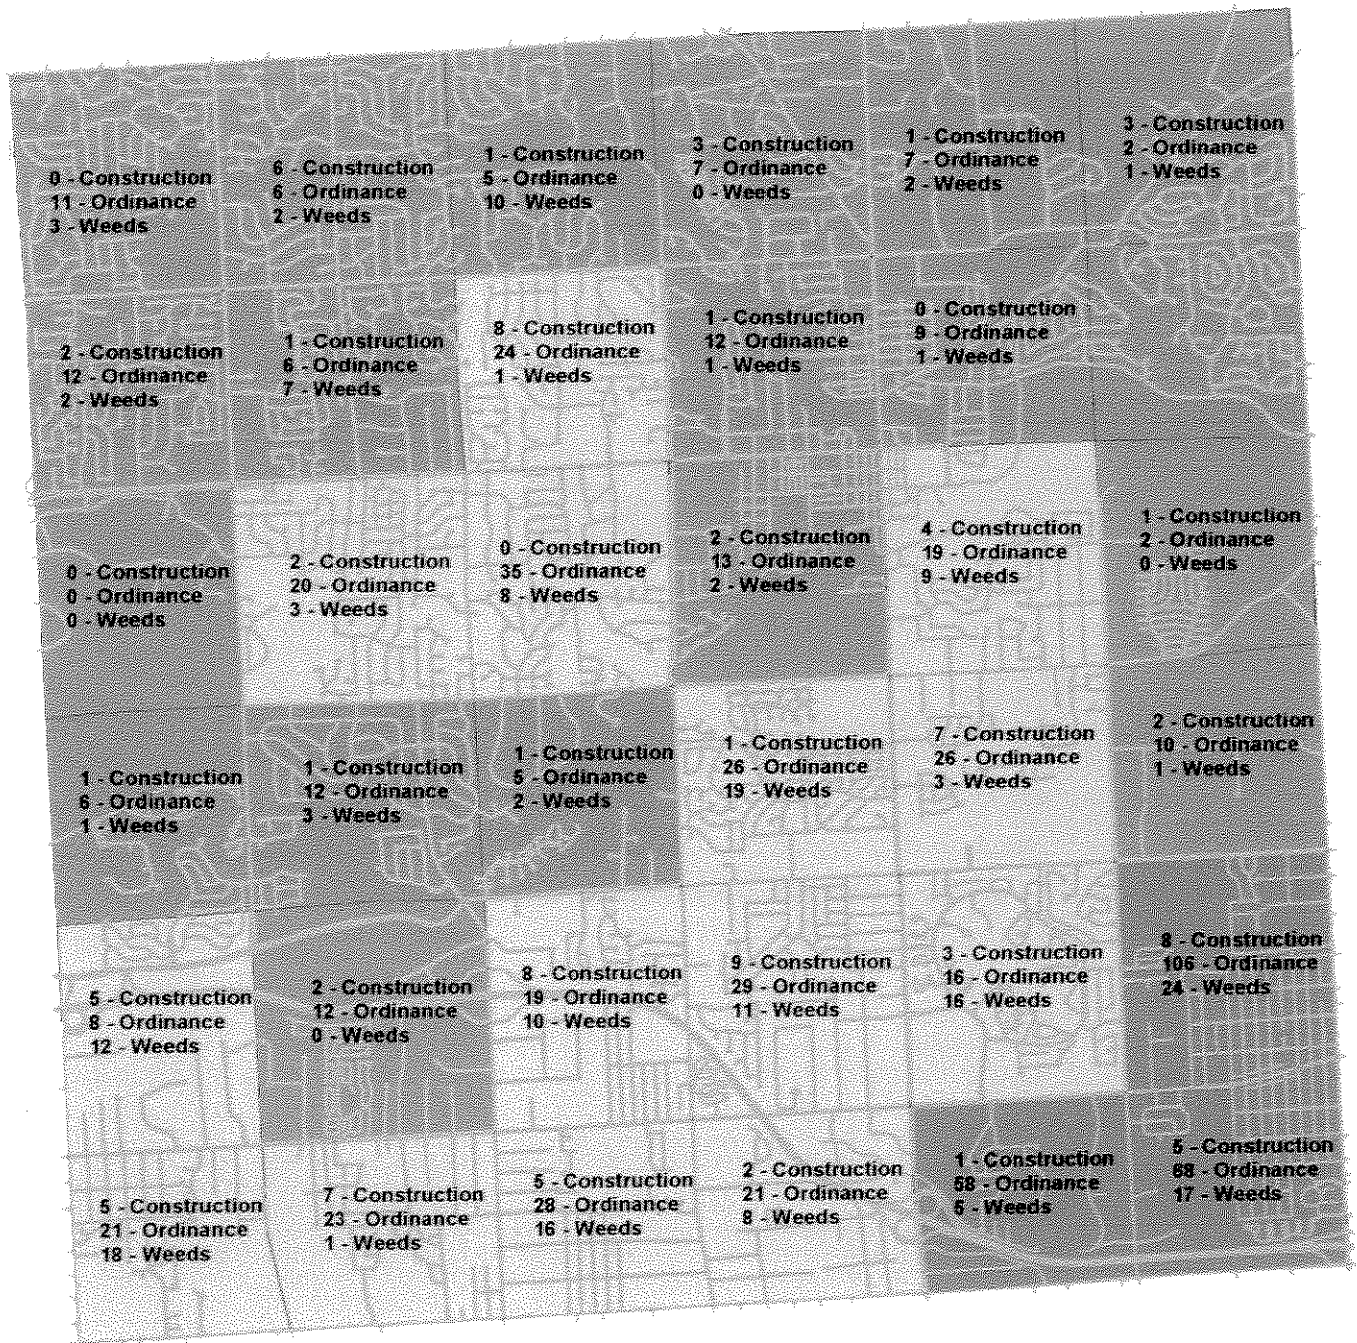 0 - Construction
11 - Ordinance
3 - Weeds
6 - Construction
6 - Ordinance
2 - Weeds
1 - Construction
5 - Ordinance
10 - Weeds
3 - Construction
7 - Ordinance
0 - Weeds
1 - Construction
7 - Ordinance
2 - Weeds
3 - Construction
2 - Ordinance
1 - Weeds
2 - Construction
12 - Ordinance
2 - Weeds
1 - Construction
6 - Ordinance
7 - Weeds
8 - Construction
24 - Ordinance
1 - Weeds
1 - Construction
12 - Ordinance
1 - Weeds
0 - Construction
9 - Ordinance
1 - Weeds
0 - Construction
0 - Ordinance
0 - Weeds
2 - Construction
20 - Ordinance
3 - Weeds
0 - Construction
35 - Ordinance
8 - Weeds
2 - Construction
13 - Ordinance
2 - Weeds
4 - Construction
19 - Ordinance
9 - Weeds
1 - Construction
2 - Ordinance
0 - Weeds
1 - Construction
6 - Ordinance
1 - Weeds
1 - Construction
12 - Ordinance
3 - Weeds
1 - Construction
5 - Ordinance
2 - Weeds
1 - Construction
26 - Ordinance
19 - Weeds
7 - Construction
26 - Ordinance
3 - Weeds
2 - Construction
10 - Ordinance
1 - Weeds
5 - Construction
8 - Ordinance
12 - Weeds
2 - Construction
12 - Ordinance
0 - Weeds
8 - Construction
19 - Ordinance
10 - Weeds
9 - Construction
29 - Ordinance
11 - Weeds
3 - Construction
16 - Ordinance
16 - Weeds
8 - Construction
106 - Ordinance
24 - Weeds
5 - Construction
21 - Ordinance
18 - Weeds
7 - Construction
23 - Ordinance
1 - Weeds
5 - Construction
28 - Ordinance
16 - Weeds
2 - Construction
21 - Ordinance
8 - Weeds
1 - Construction
58 - Ordinance
- Weeds
5 - Construction
- Ordinance
17 - Weeds